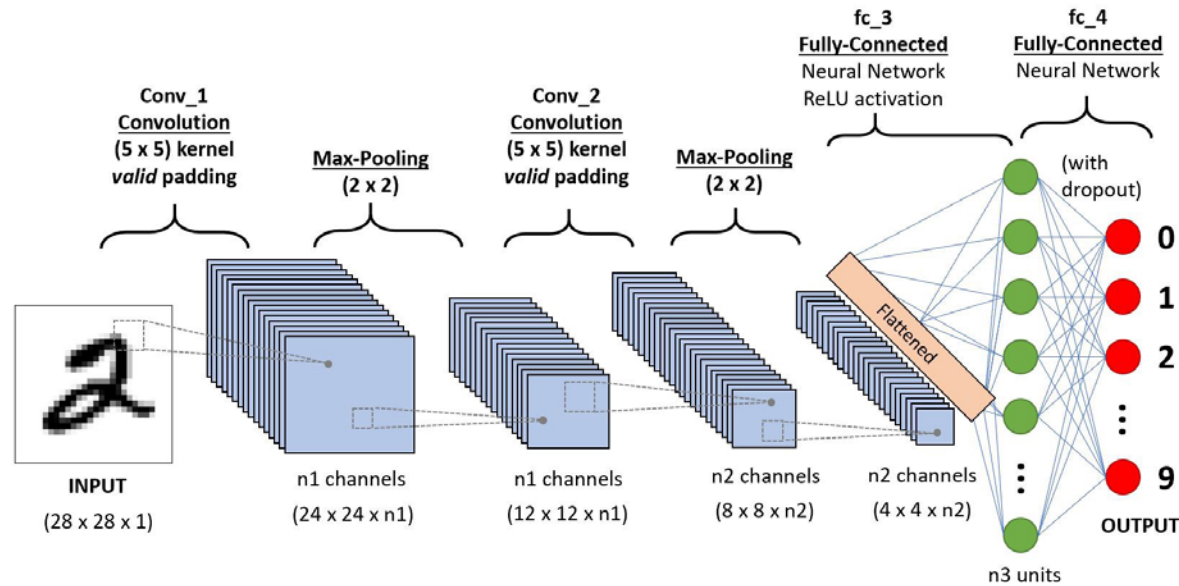 Conv_1
Convolution
(5 x 5) kernel
valid padding
Max-Pooling
(2 x 2)
Conv_2
Convolution
(5 x 5) kernel
valid padding
Max-Pooling
(2 x 2)
fc_3
Fully-Connected
Neural Network
ReLU activation
fc_4
Fully-Connected
Neural Network
(with
dropout)
Flattened
0
1
2
9
INPUT
(28 x 28 x 1)
n1 channels
(24 x 24 x n1)
n1 channels
(12 x 12 x n1)
n2 channels
(8 x 8 x n2)
n2 channels
(4 x 4 x n2)
n3 units
OUTPUT
2